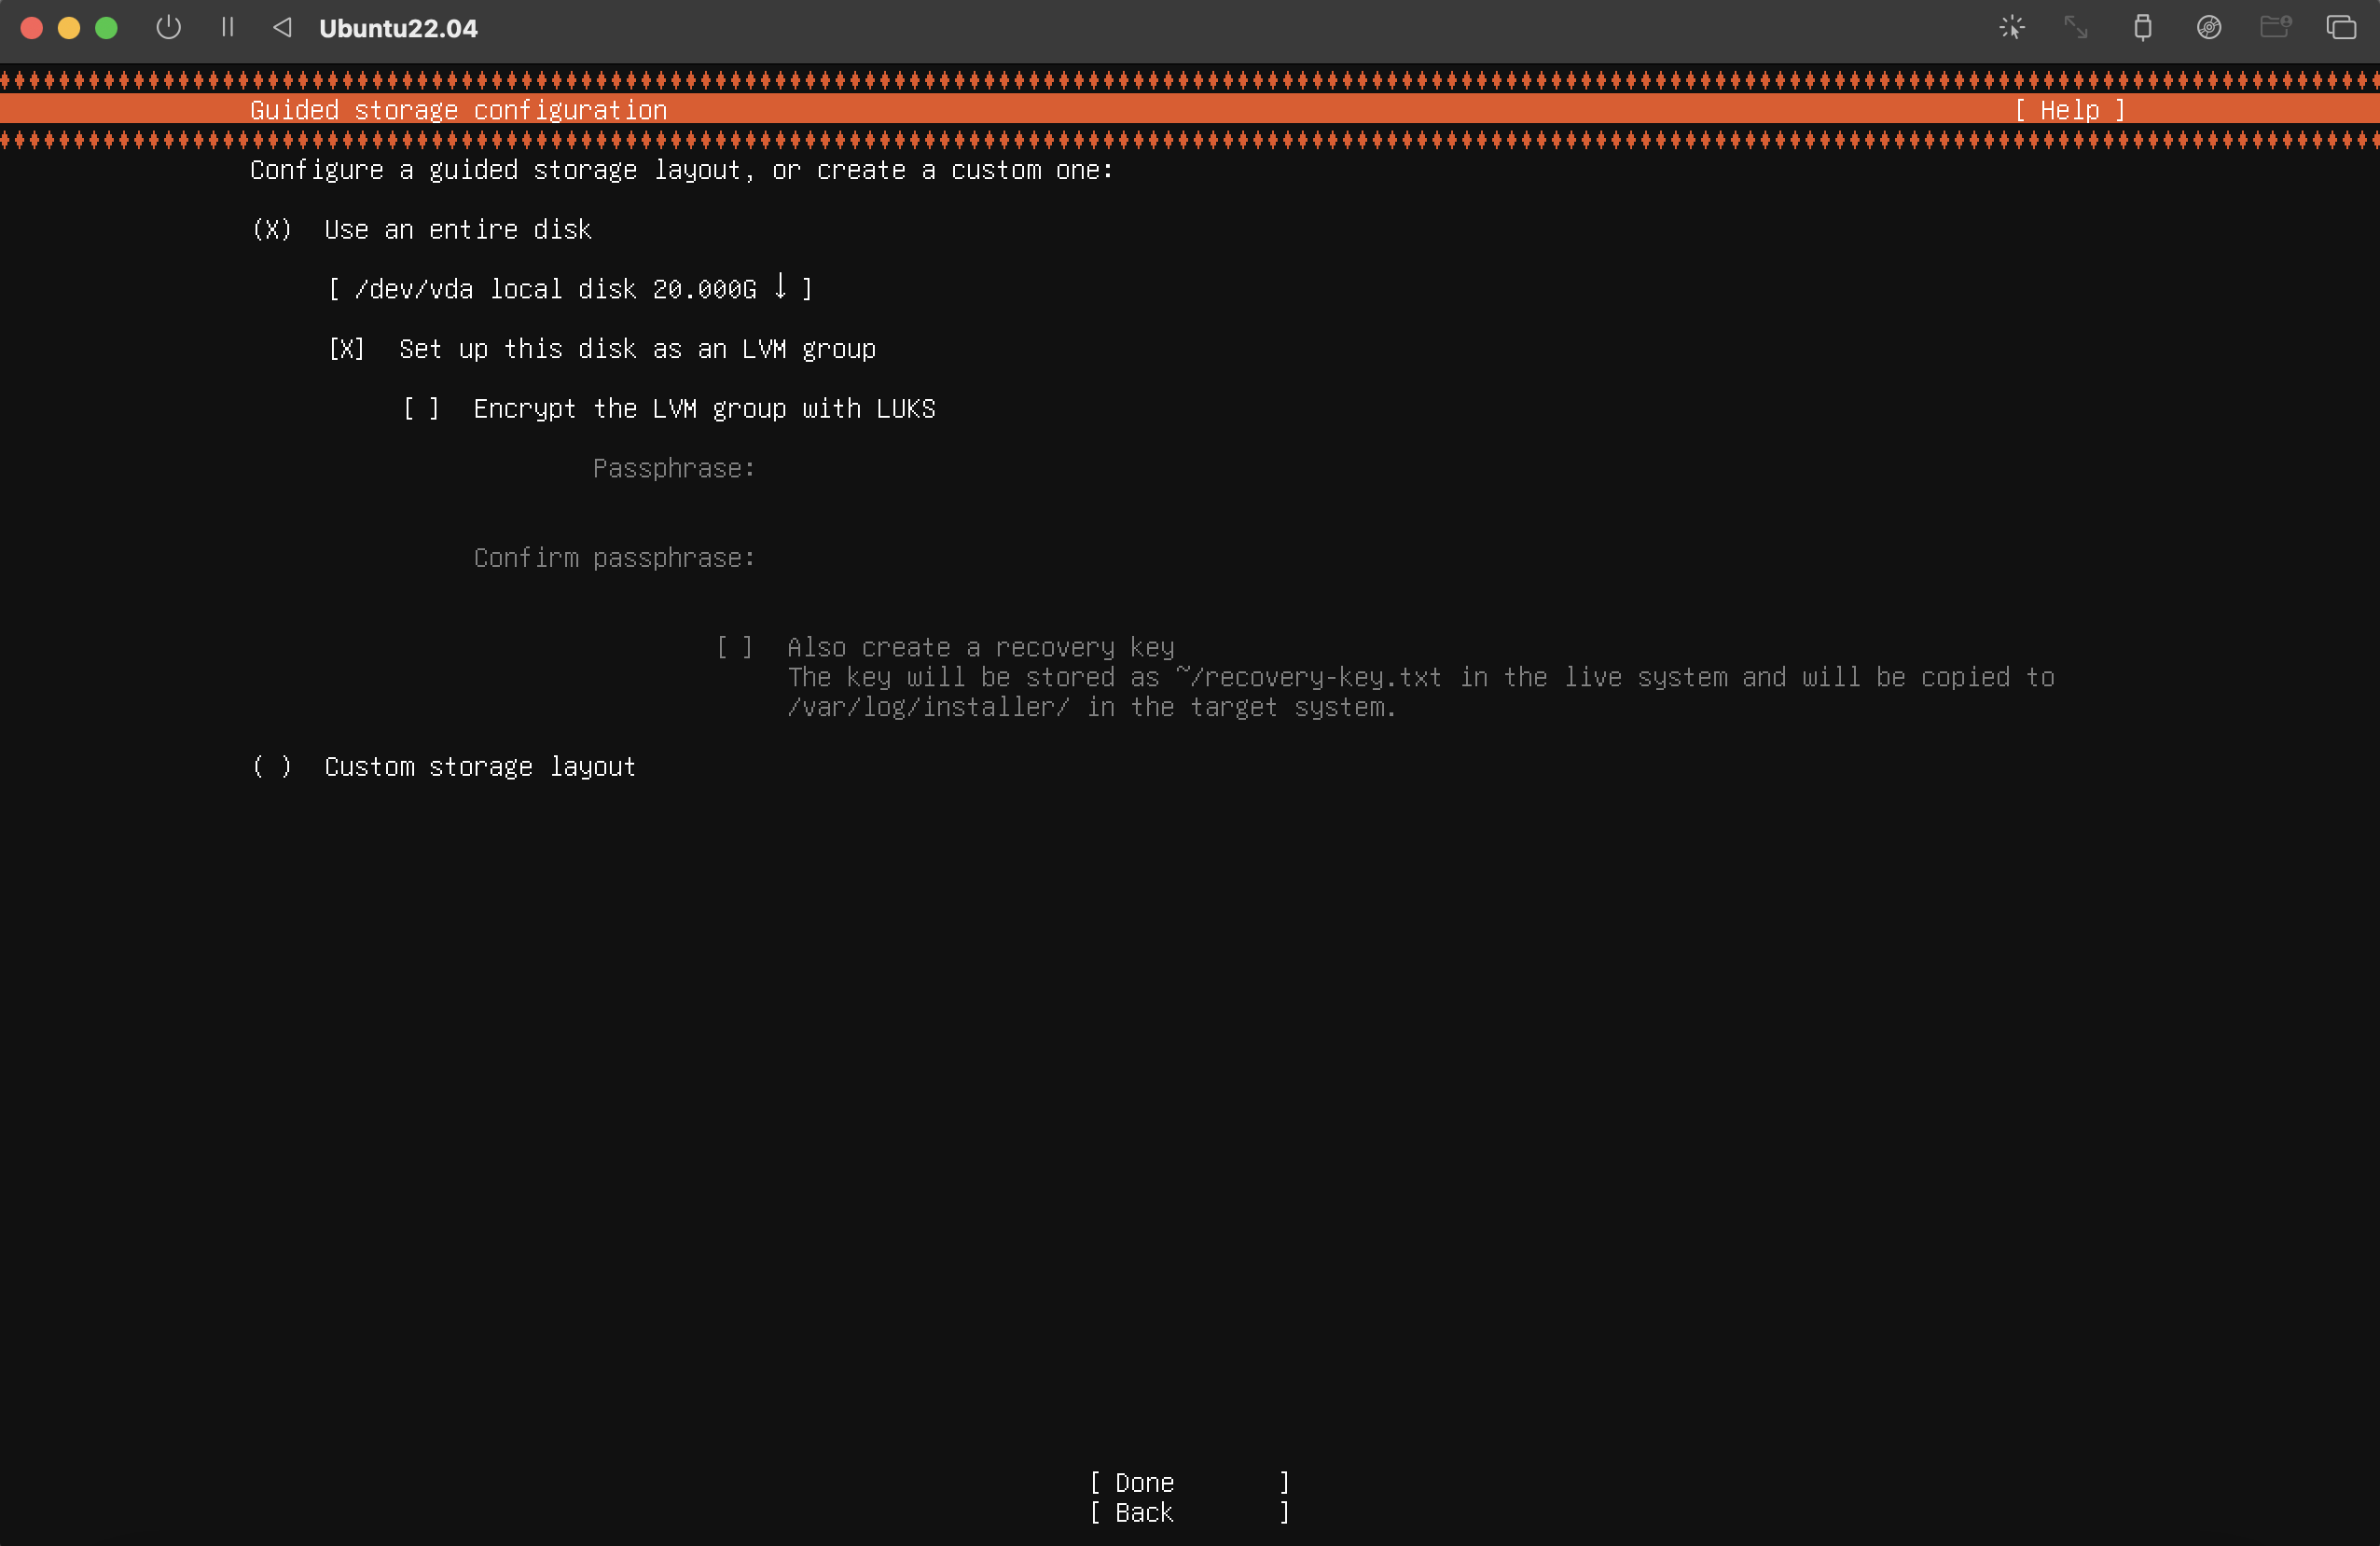 Ubuntu22.04
Guided storage configuration [ Help ]
Configure a guided storage layout, or create a custom one:
(X) Use an entire disk
[ /dev/vda local disk 20.000G ↓ ]
[X] Set up this disk as an LVM group
[ ] Encrypt the LVM group with LUKS
Passphrase:
Confirm passphrase:
[ ] Also create a recovery key
The key will be stored as ~/recovery-key.txt in the live system and will be copied to
/var/log/installer/ in the target system.
( ) Custom storage layout
[ Done ]
[ Back ]